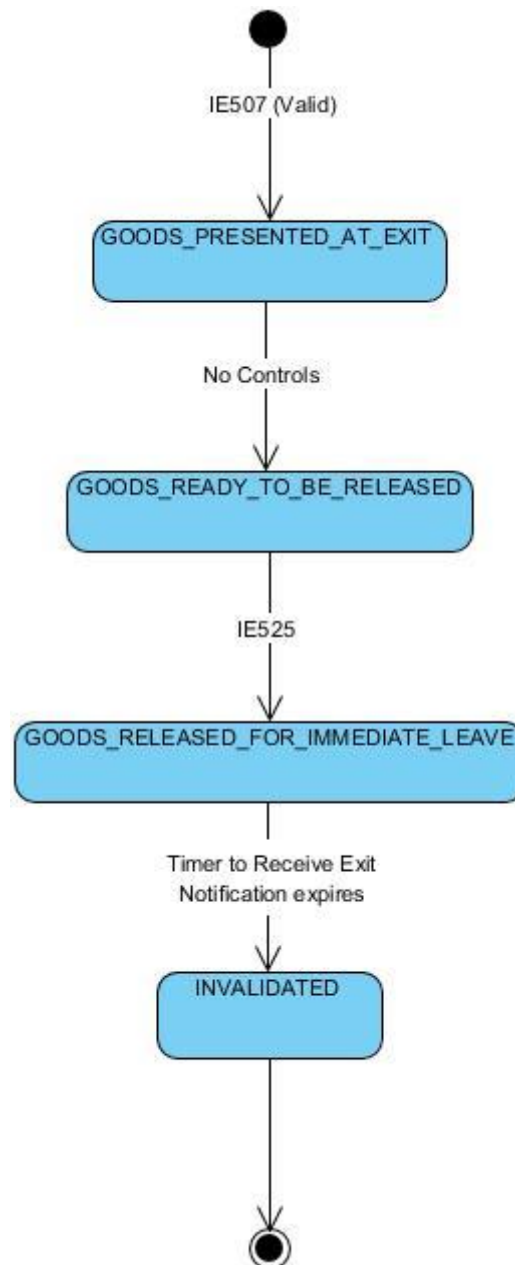 IE507 (Valid)
GOODS_PRESENTED_AT_EXIT
No Controls
GOODS_READY_TO_BE_RELEASED
IE525
GOODS_RELEASED_FOR_IMMEDIATE_LEAVE
Timer to Receive Exit
Notification expires
INVALIDATED